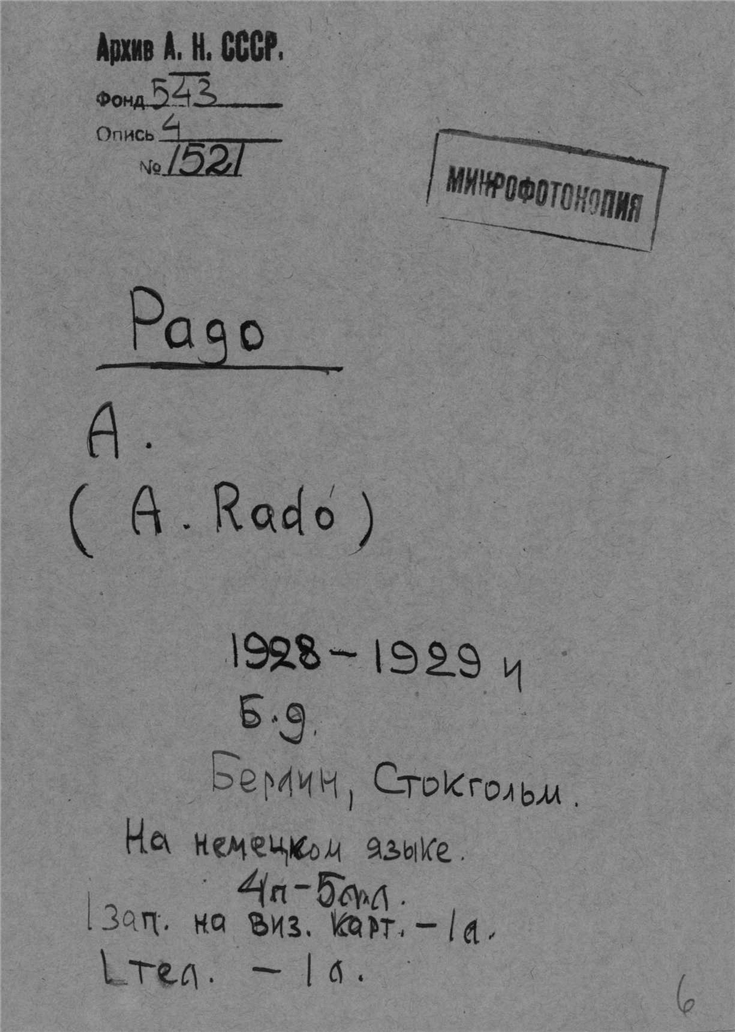 Архив А. Н. СССР.
Фонд 543
Опись 4
№ 1521
МИКРОФОТОКОПИЯ
Радо
А.
(A. Radó)
1928 – 1929 и
Б.д.
Берлин, Стокгольм.
На немецком языке.
4п – 5 л.
1 зап. на виз. карт. – 1 л.
1 тел. – 1 л.
6